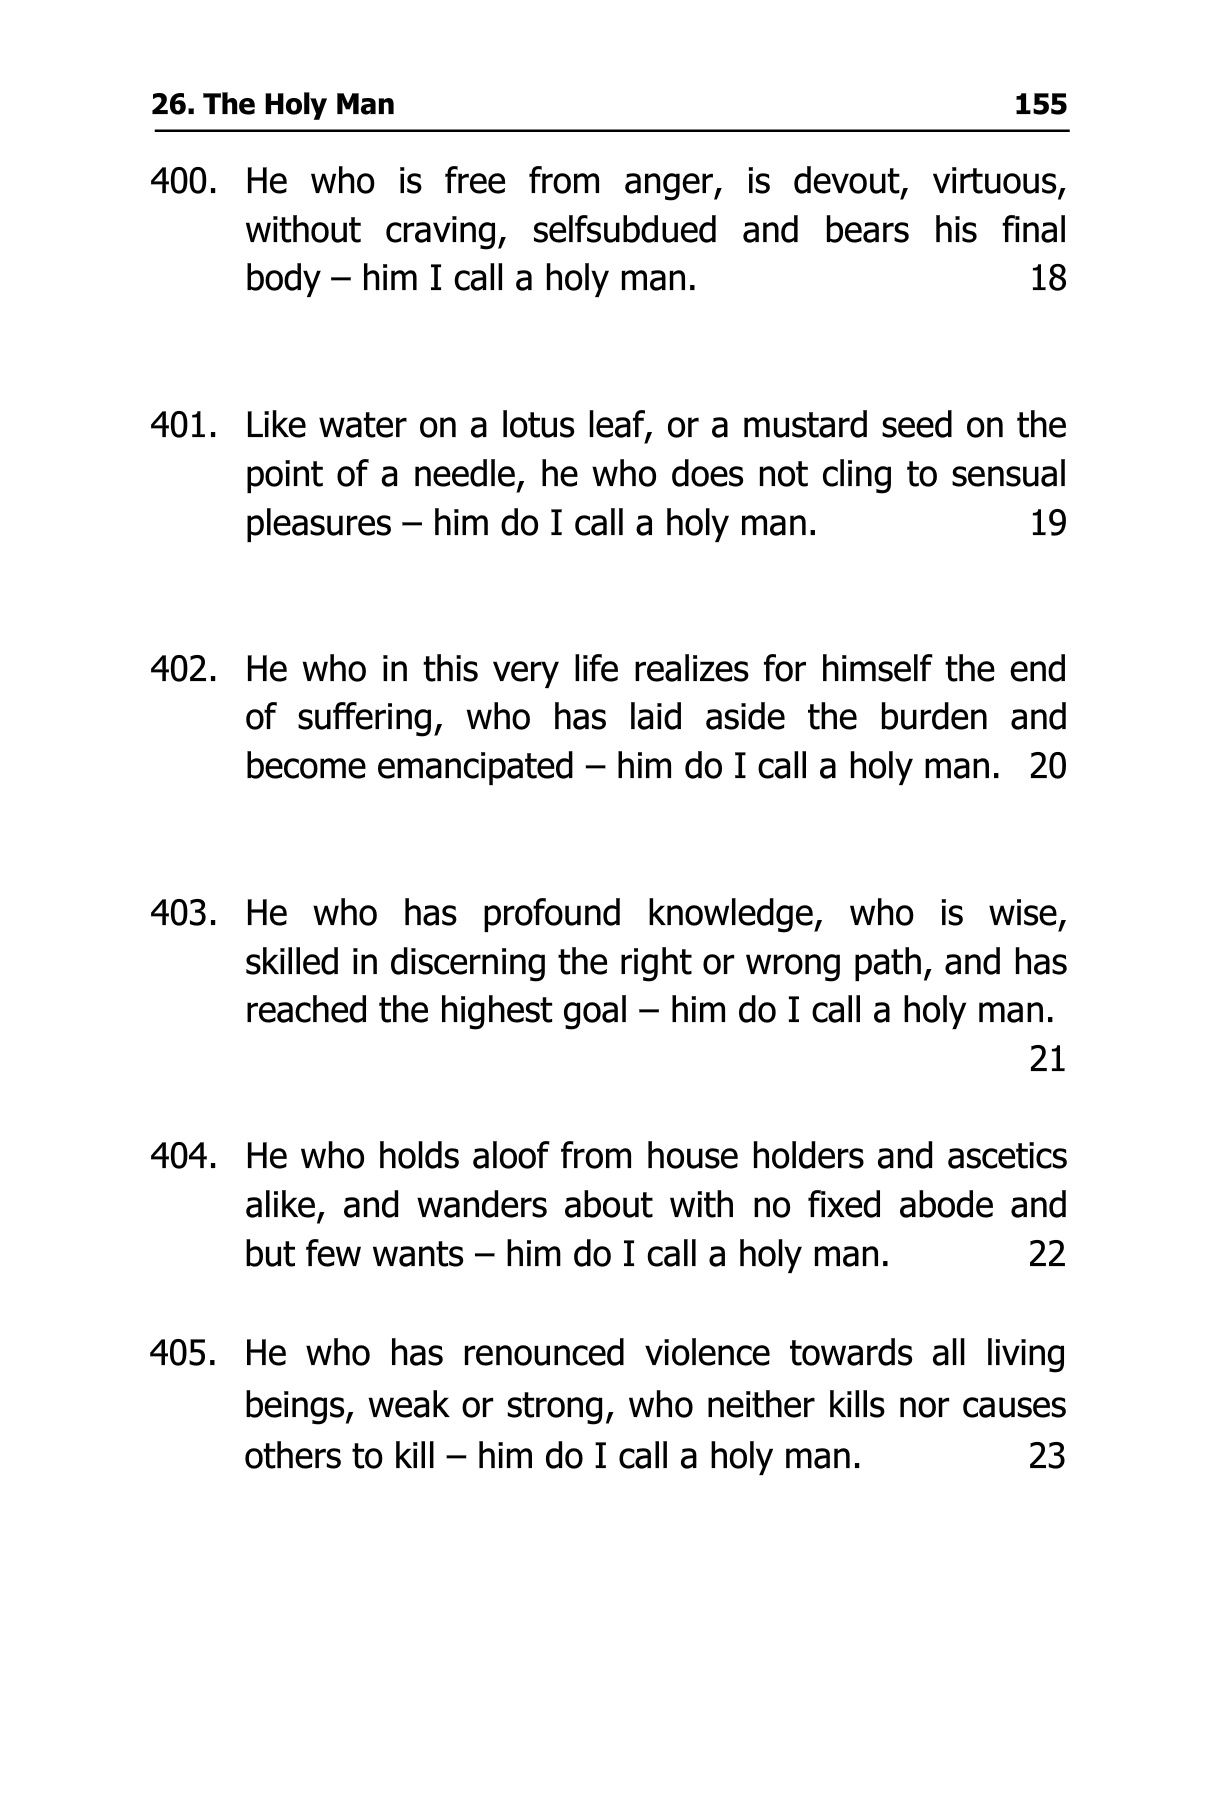 26. The Holy Man 155
400. He who is free from anger, is devout, virtuous,
without craving, selfsubdued and bears his final
body – him I call a holy man. 18
401. Like water on a lotus leaf, or a mustard seed on the
point of a needle, he who does not cling to sensual
pleasures – him do I call a holy man. 19
402. He who in this very life realizes for himself the end
of suffering, who has laid aside the burden and
become emancipated – him do I call a holy man. 20
403. He who has profound knowledge, who is wise,
skilled in discerning the right or wrong path, and has
reached the highest goal – him do I call a holy man.
21
404. He who holds aloof from house holders and ascetics
alike, and wanders about with no fixed abode and
but few wants – him do I call a holy man. 22
405. He who has renounced violence towards all living
beings, weak or strong, who neither kills nor causes
others to kill – him do I call a holy man. 23